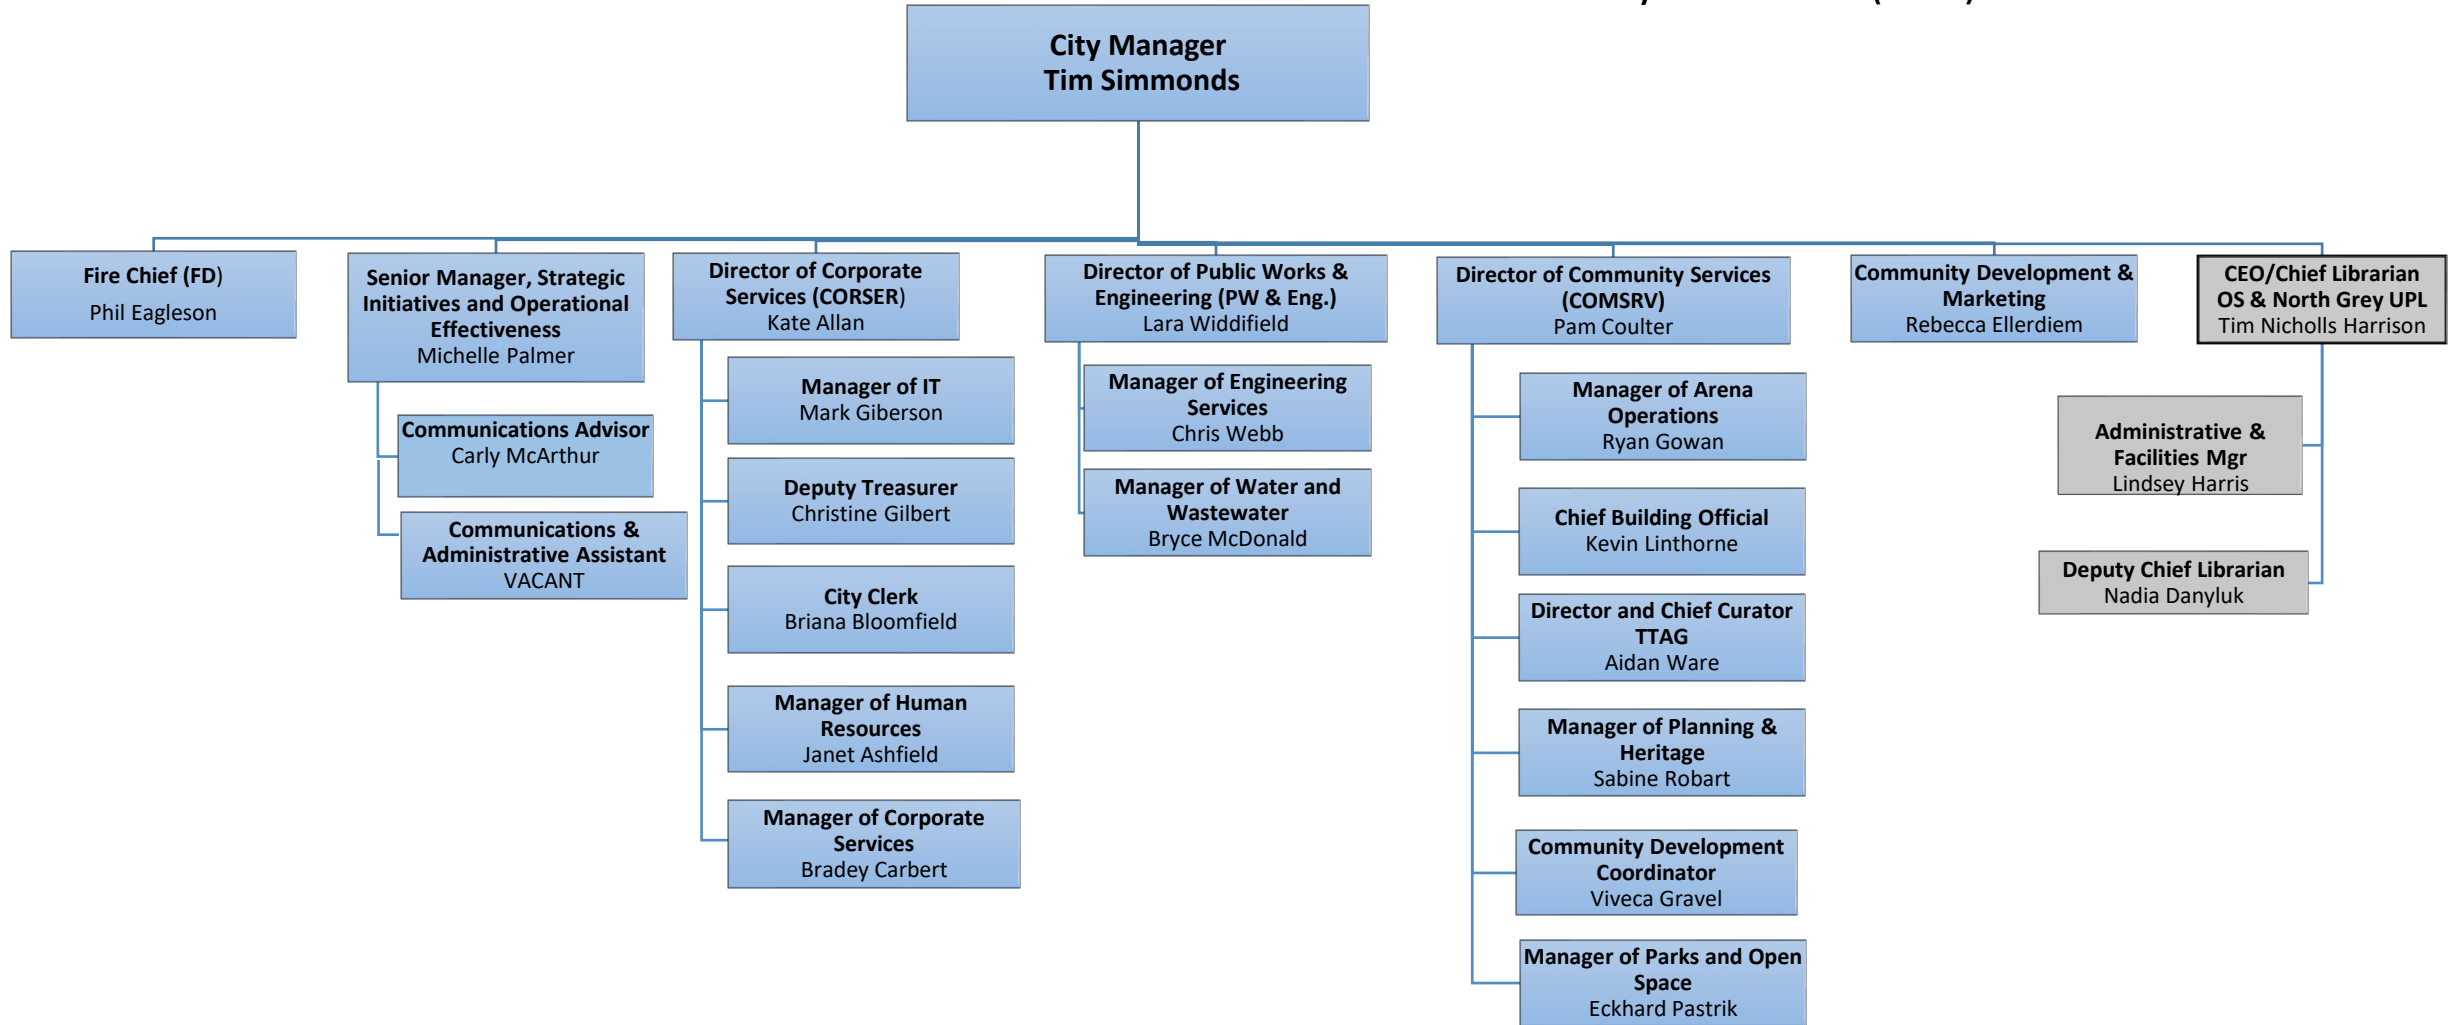 City Manager
Tim Simmonds
Fire Chief (FD)
Phil Eagleson
Senior Manager, Strategic
Initiatives and Operational
Effectiveness
Michelle Palmer
Communications Advisor
Carly McArthur
Communications &
Administrative Assistant
VACANT
Director of Corporate
Services (CORSER)
Kate Allan
Manager of IT
Mark Giberson
Deputy Treasurer
Christine Gilbert
City Clerk
Briana Bloomfield
Manager of Human
Resources
Janet Ashfield
Manager of Corporate
Services
Bradey Carbert
Director of Public Works &
Engineering (PW & Eng.)
Lara Widdifield
Manager of Engineering
Services
Chris Webb
Manager of Water and
Wastewater
Bryce McDonald
Director of Community Services
(COMSRV)
Pam Coulter
Manager of Arena
Operations
Ryan Gowan
Chief Building Official
Kevin Linthorne
Director and Chief Curator
TTAG
Aidan Ware
Manager of Planning &
Heritage
Sabine Robart
Community Development
Coordinator
Viveca Gravel
Manager of Parks and Open
Space
Eckhard Pastrik
Community Development &
Marketing
Rebecca Ellerdiem
CEO/Chief Librarian
OS & North Grey UPL
Tim Nicholls Harrison
Administrative &
Facilities Mgr
Lindsey Harris
Deputy Chief Librarian
Nadia Danyluk